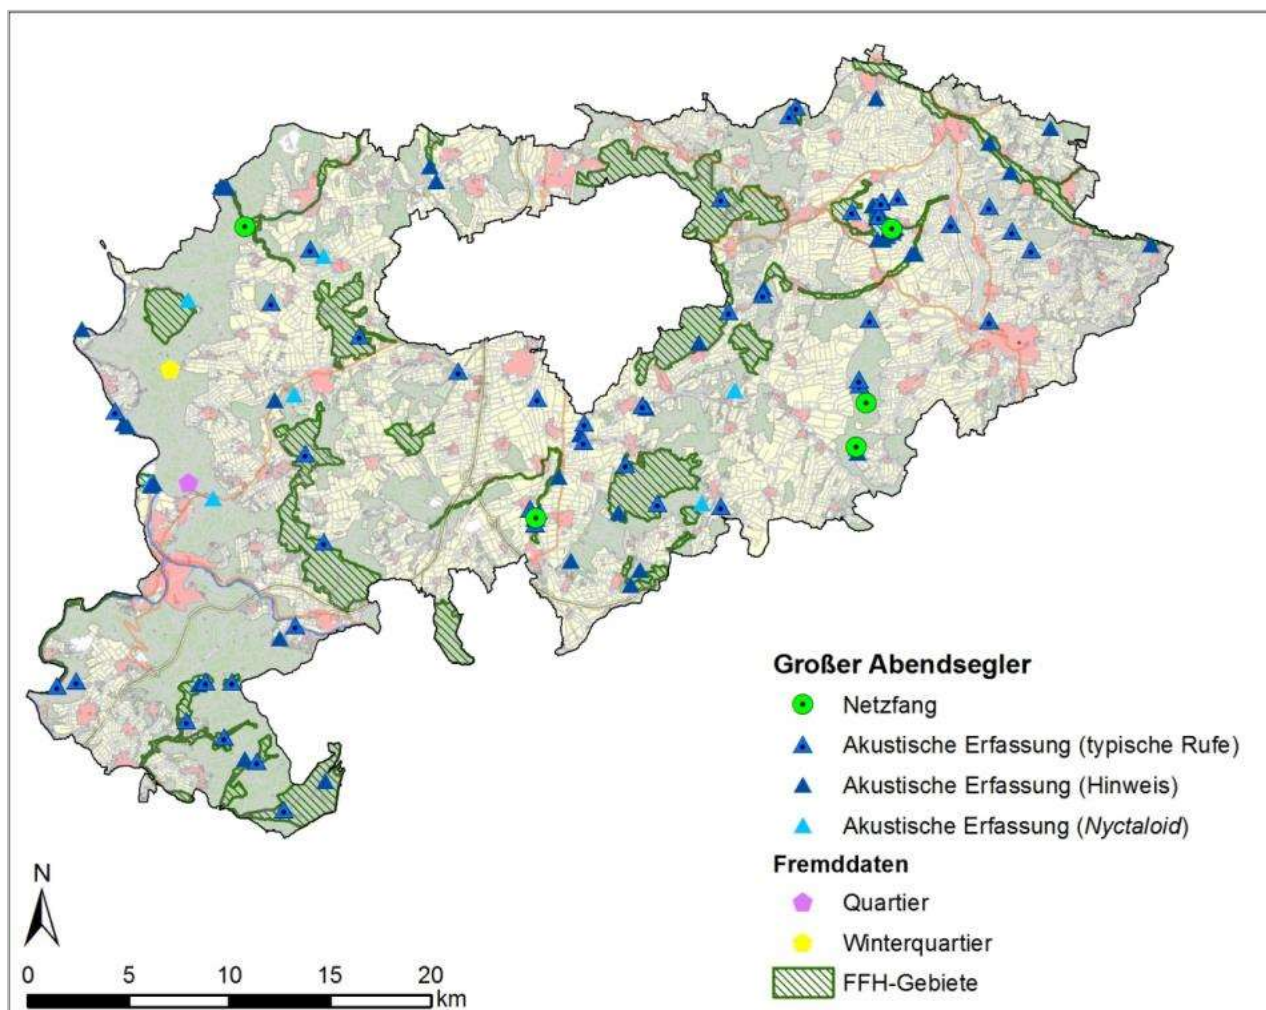 Großer Abendsegler
Netzfang
Akustische Erfassung (typische Rufe)
Akustische Erfassung (Hinweis)
Akustische Erfassung (Nyctaloid)
Fremddaten
Quartier
Winterquartier
FFH-Gebiete
N
0 5 10 15 20
km